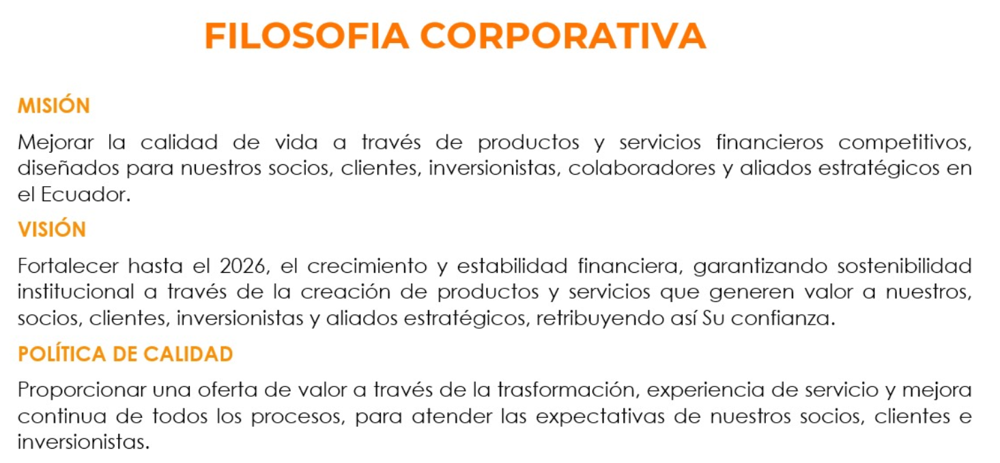 FILOSOFIA CORPORATIVA
MISIÓN
Mejorar la calidad de vida a través de productos y servicios financieros competitivos,
diseñados para nuestros socios, clientes, inversionistas, colaboradores y aliados estratégicos en
el Ecuador.
VISIÓN
Fortalecer hasta el 2026, el crecimiento y estabilidad financiera, garantizando sostenibilidad
institucional a través de la creación de productos y servicios que generen valor a nuestros,
socios, clientes, inversionistas y aliados estratégicos, retribuyendo así Su confianza.
POLÍTICA DE CALIDAD
Proporcionar una oferta de valor a través de la trasformación, experiencia de servicio y mejora
continua de todos los procesos, para atender las expectativas de nuestros socios, clientes e
inversionistas.